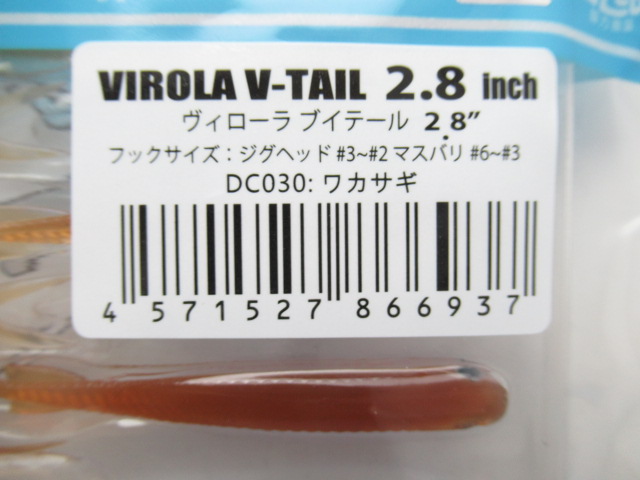 VIROLA V-TAIL 2.8 inch
ヴィローラ ブイテール 2.8”
フックサイズ：ジグヘッド #3~#2 マスバリ #6~#3
DC030: ワカサギ
4 571527 866937